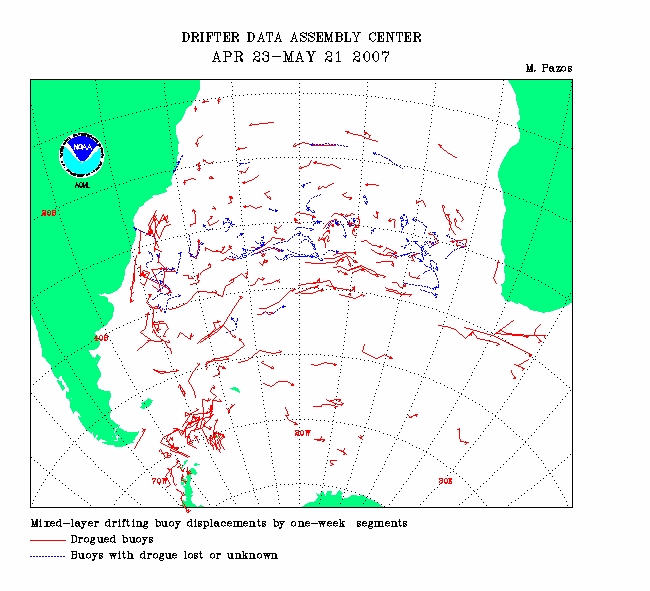 DRIFTER DATA ASSEMBLY CENTER
APR 23-MAY 21 2007
M. Pazos
NOAA
AOML
20S
40S
20W
70W
30E
Mixed-layer drifting buoy displacements by one-week segments
Drogued buoys
Buoys with drogue lost or unknown